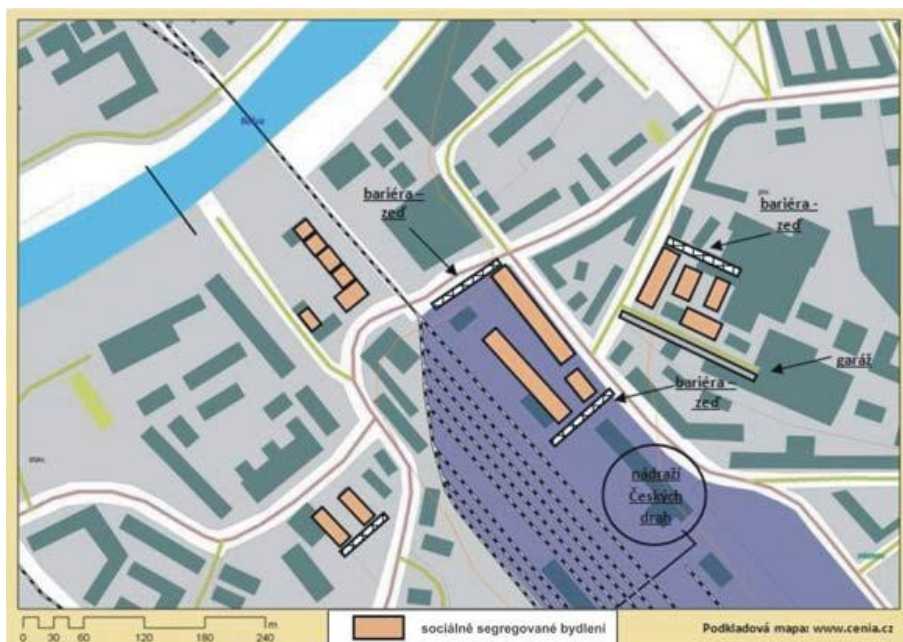 bariéra –
zeď
bariéra -
zeď
garáž
bariéra –
zeď
nádraží
Českých
drah
0 30 60 120 180 240
m
sociálně segregované bydlení
Podkladová mapa: www.cenia.cz